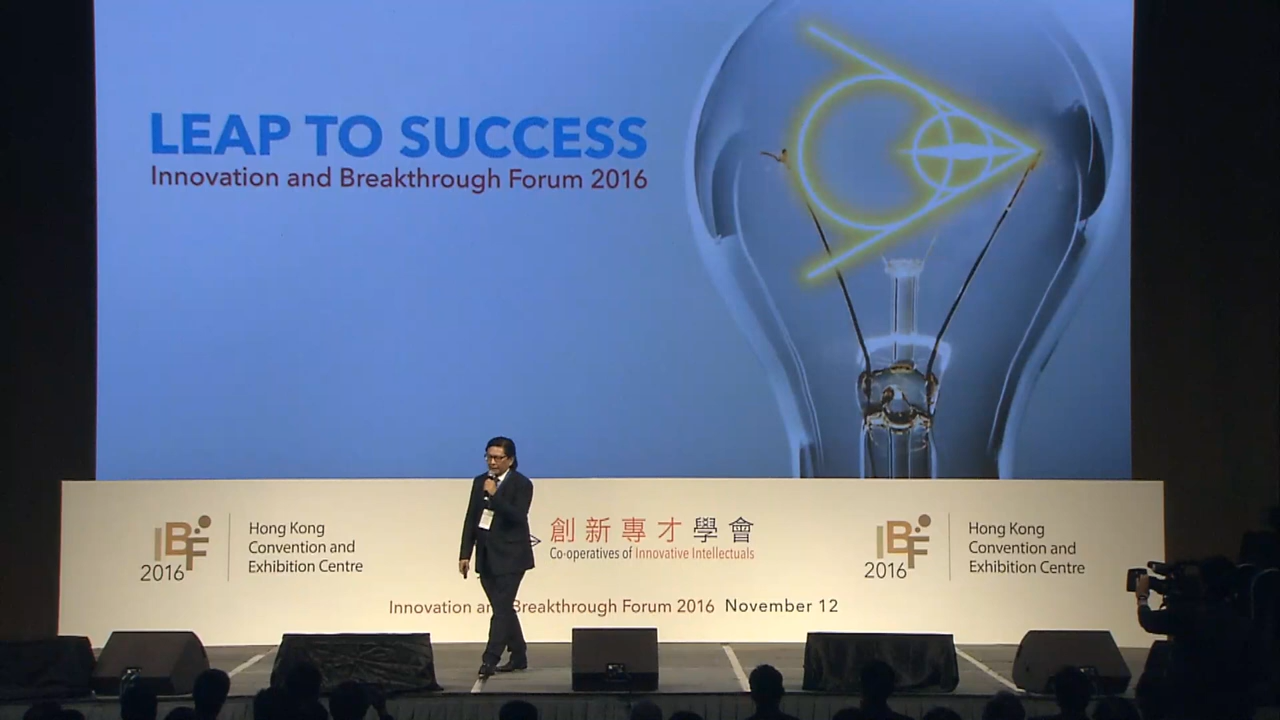 LEAP TO SUCCESS
Innovation and Breakthrough Forum 2016
IBF
2016
Hong Kong
Convention and
Exhibition Centre
創新專才學會
Co-operatives of Innovative Intellectuals
IBF
2016
Hong Kong
Convention and
Exhibition Centre
Innovation an Breakthrough Forum 2016 November 12